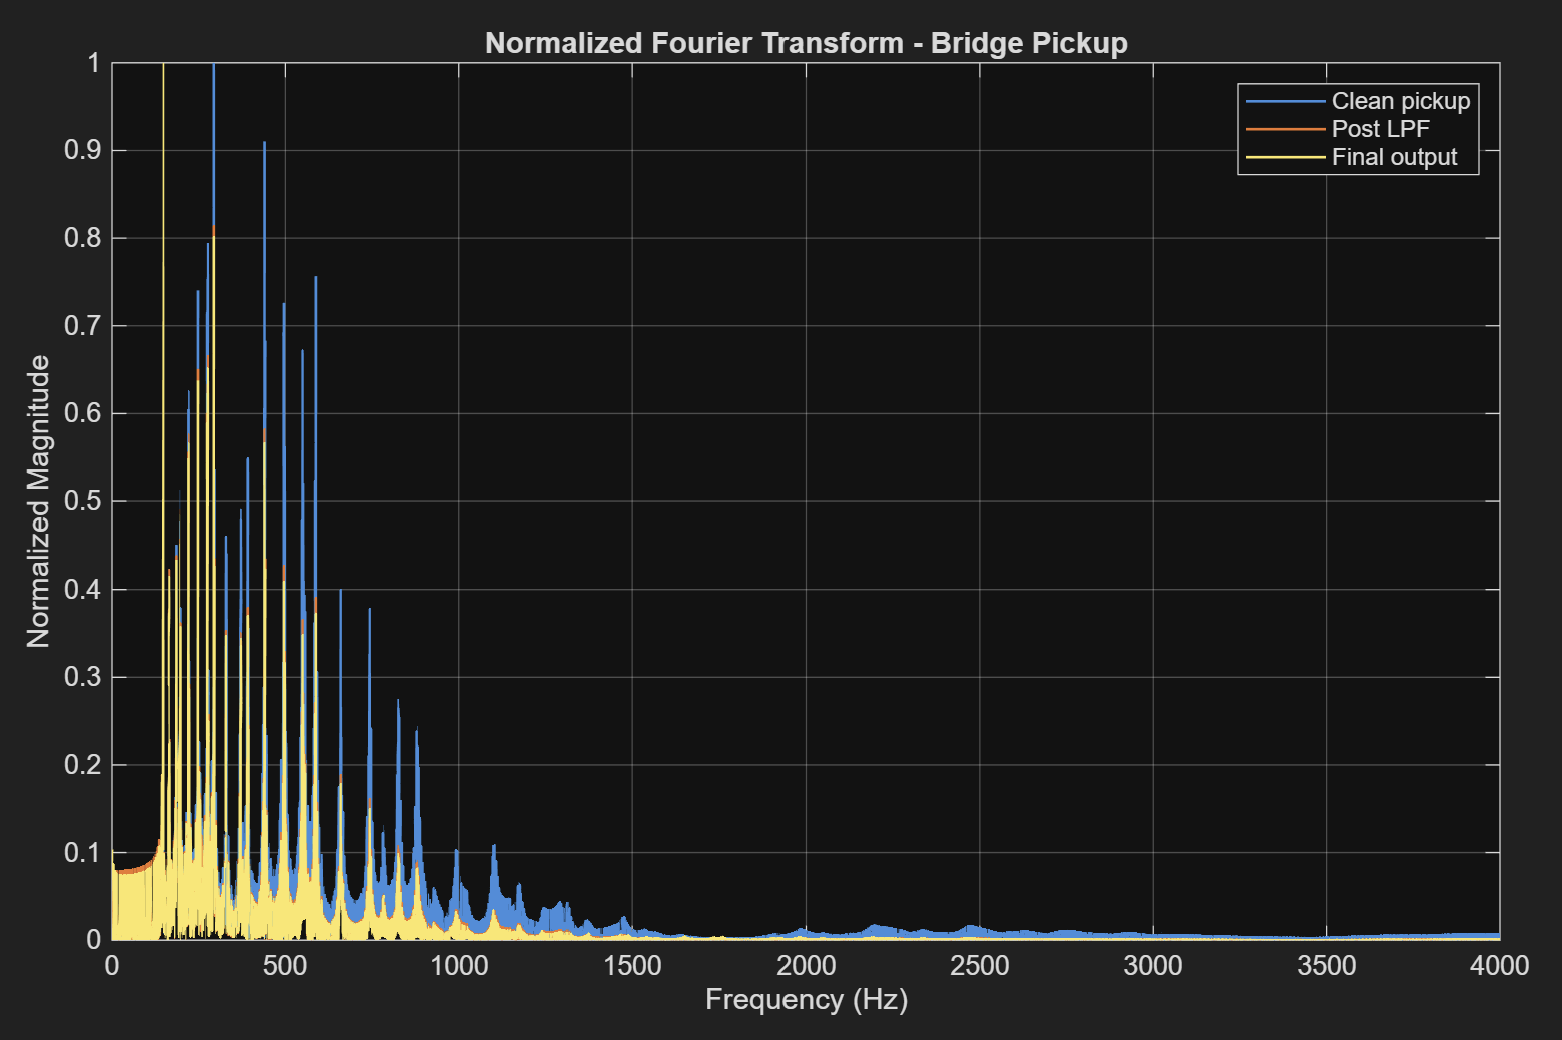 Normalized Fourier Transform - Bridge Pickup
Clean pickup
Post LPF
Final output
Normalized Magnitude
1
0.9
0.8
0.7
0.6
0.5
0.4
0.3
0.2
0.1
0
0 500 1000 1500 2000 2500 3000 3500 4000
Frequency (Hz)